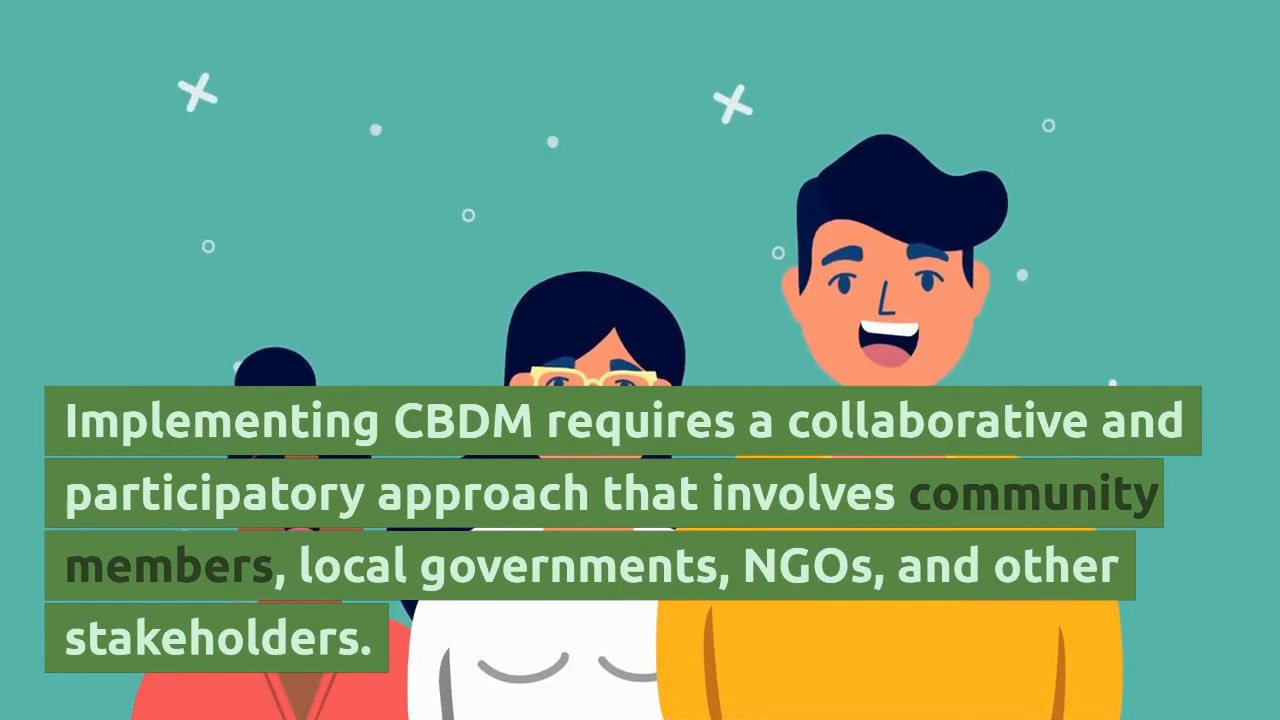 Implementing CBDM requires a collaborative and
participatory approach that involves community
members, local governments, NGOs, and other
stakeholders.